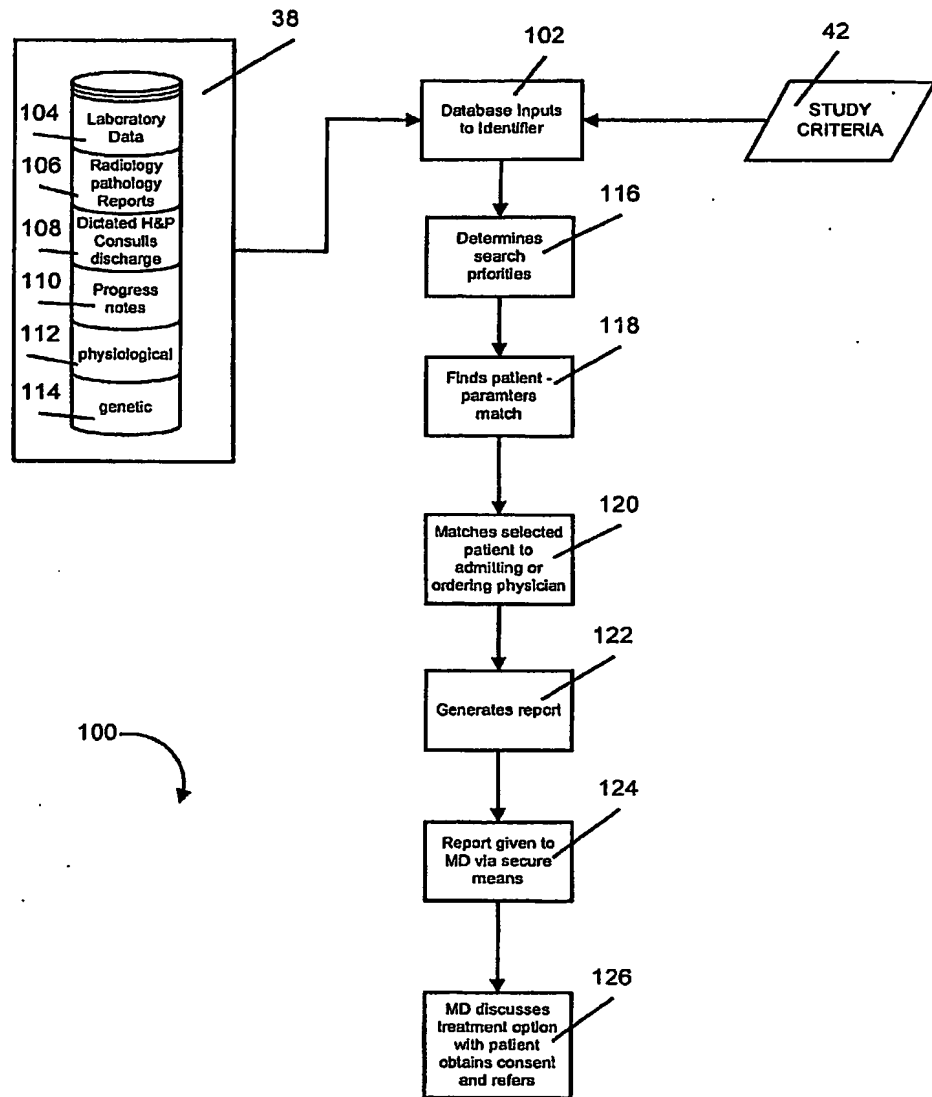 38
104
Laboratory
Data
106
Radiology
pathology
Reports
108
Dictated H&P
Consults
discharge
110
Progress
notes
112
physiological
114
genetic
102
Database Inputs
to Identifier
42
STUDY
CRITERIA
116
Determines
search
priorities
118
Finds patient -
paramters
match
120
Matches selected
patient to
admitting or
ordering physician
122
Generates report
100
124
Report given to
MD via secure
means
126
MD discusses
treatment option
with patient
obtains consent
and refers